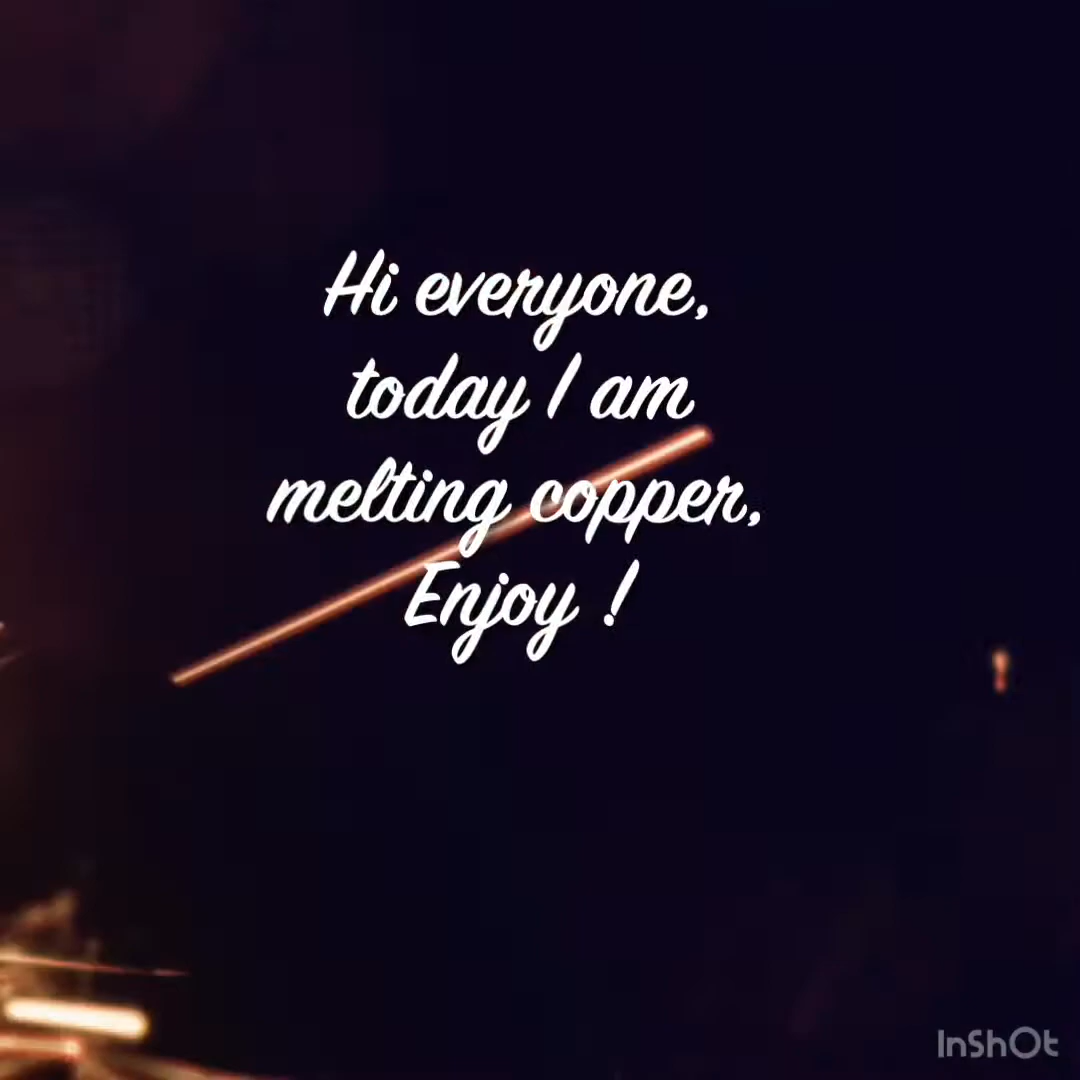 Hi everyone,
today I am
melting copper,
Enjoy !
InShOt